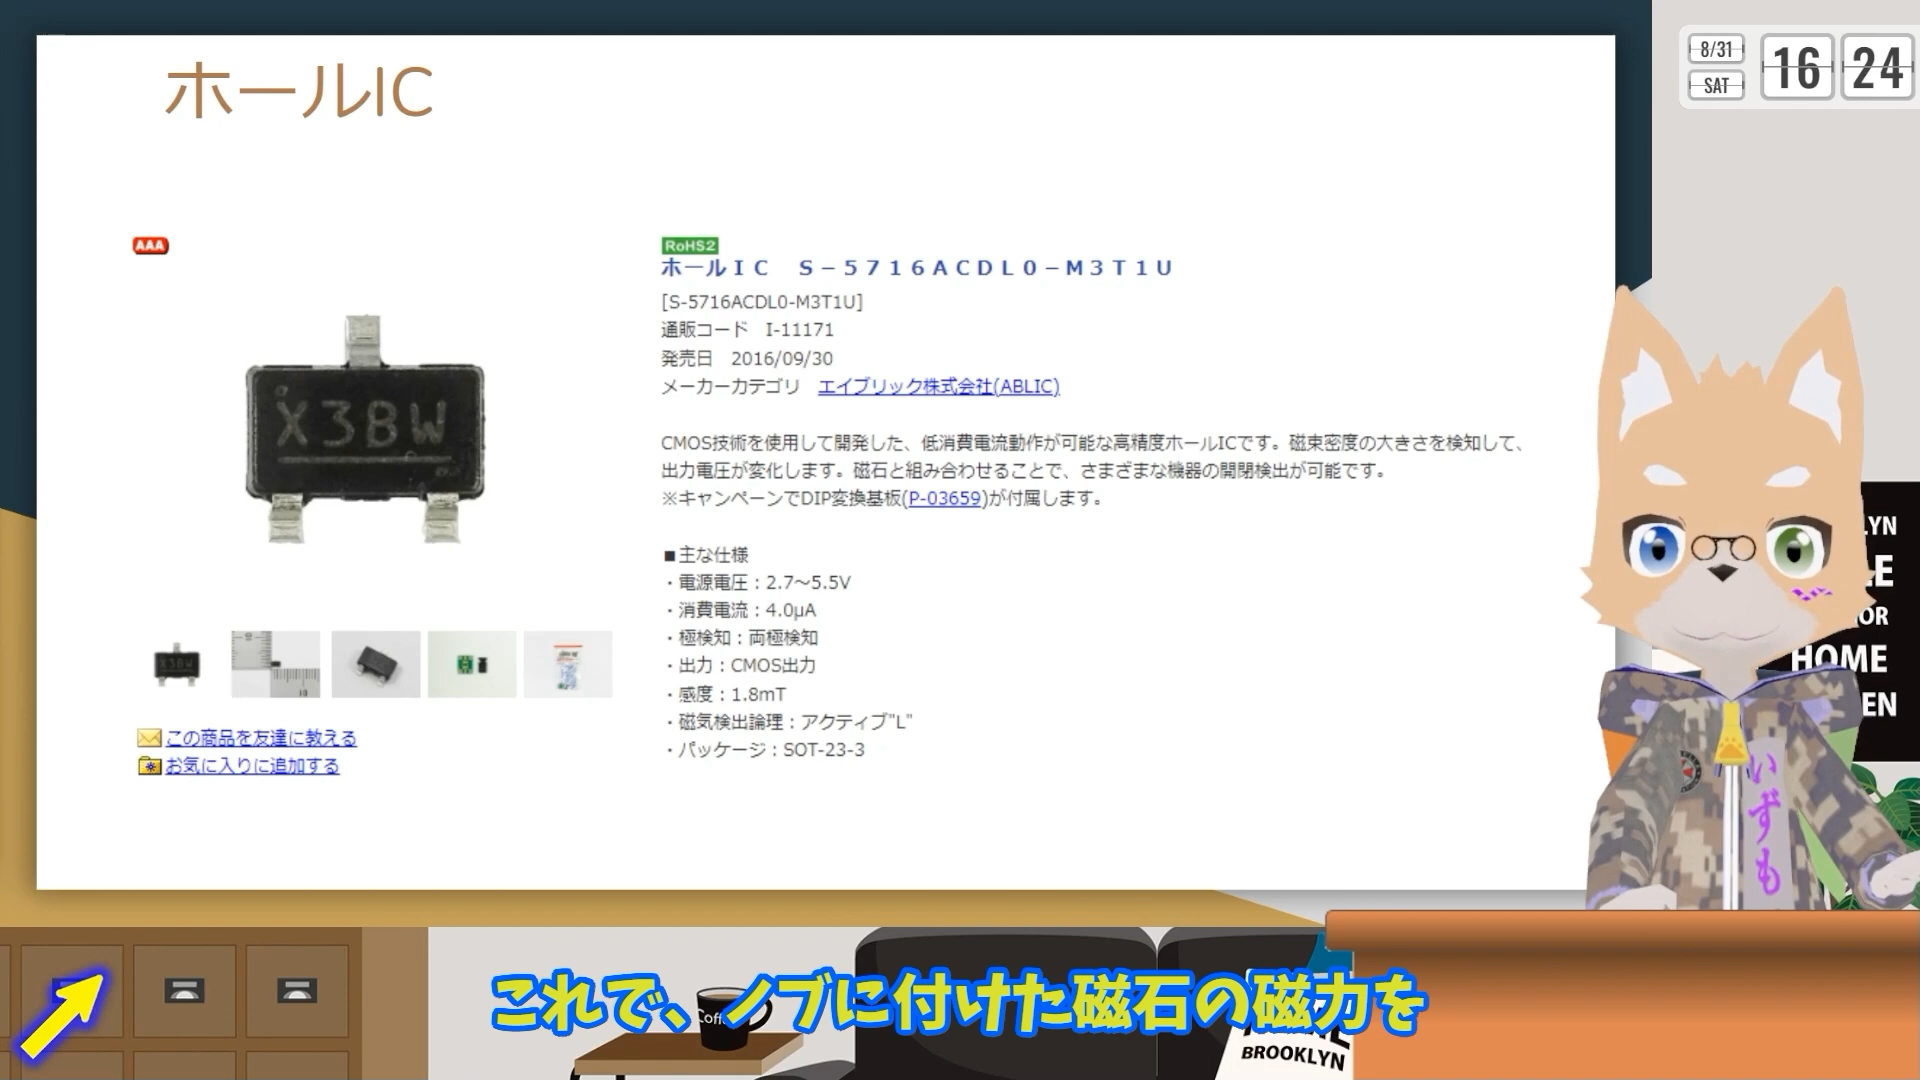 ホールIC
8/31
SAT
16 24
AAA
RoHS2
ホールIC S-5716ACDL0-M3T1U
[S-5716ACDL0-M3T1U]
通販コード I-11171
発売日 2016/09/30
メーカーカテゴリ エイブリック株式会社(ABLIC)
X3BW
CMOS技術を使用して開発した、低消費電流動作が可能な高精度ホールICです。磁束密度の大きさを検知して、
出力電圧が変化します。磁石と組み合わせることで、さまざまな機器の開閉検出が可能です。
※キャンペーンでDIP変換基板(P-03659)が付属します。
■主な仕様
・電源電圧：2.7～5.5V
・消費電流：4.0μA
・極検知：両極検知
・出力：CMOS出力
・感度：1.8mT
・磁気検出論理：アクティブ"L"
・パッケージ：SOT-23-3
この商品を友達に教える
お気に入りに追加する
LYN
LE
OR
HOME
EN
いずも
これで、ノブに付けた磁石の磁力を
Coff
BROOKLYN